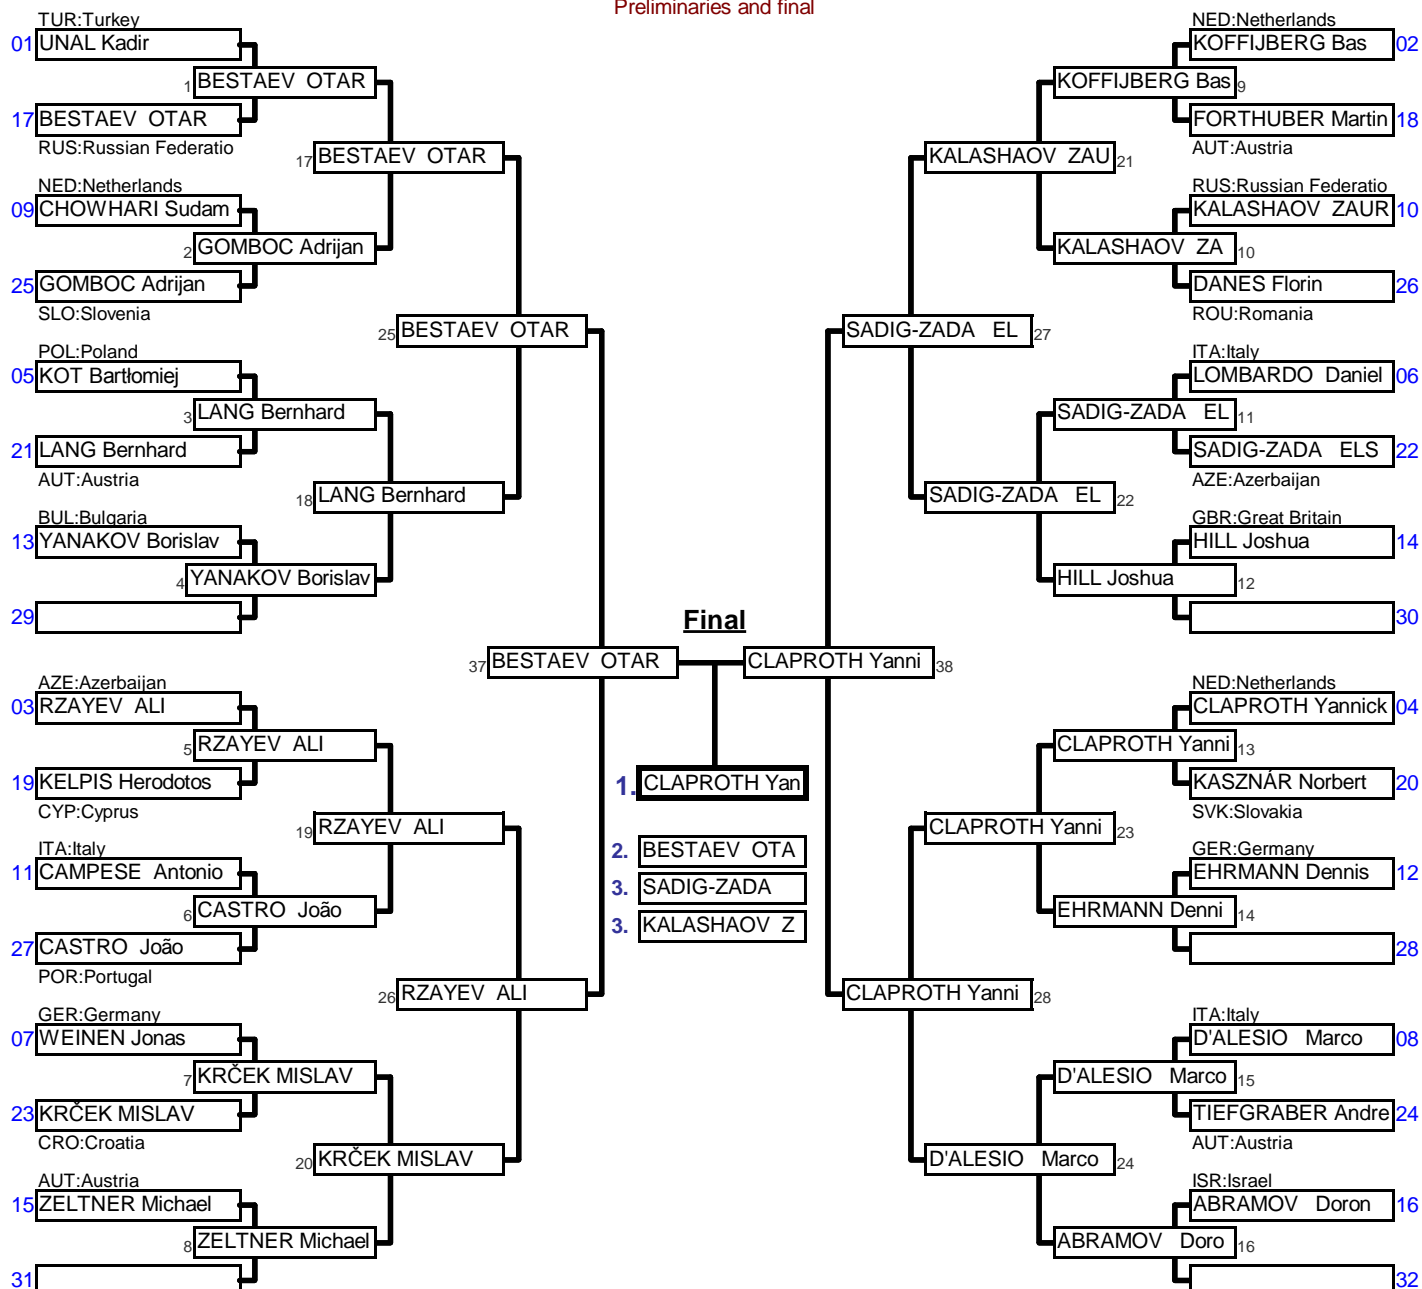 Preliminaries and final
TUR:Turkey
01 UNAL Kadir
1 BESTAEV OTAR
17 BESTAEV OTAR
RUS:Russian Federatio
17 BESTAEV OTAR
NED:Netherlands
09 CHOWHARI Sudam
2 GOMBOC Adrijan
25 GOMBOC Adrijan
SLO:Slovenia
25 BESTAEV OTAR
POL:Poland
05 KOT Bartłomiej
3 LANG Bernhard
21 LANG Bernhard
AUT:Austria
18 LANG Bernhard
BUL:Bulgaria
13 YANAKOV Borislav
4 YANAKOV Borislav
29
37 BESTAEV OTAR
AZE:Azerbaijan
03 RZAYEV ALI
5 RZAYEV ALI
19 KELPIS Herodotos
CYP:Cyprus
19 RZAYEV ALI
ITA:Italy
11 CAMPESE Antonio
6 CASTRO João
27 CASTRO João
POR:Portugal
26 RZAYEV ALI
GER:Germany
07 WEINEN Jonas
7 KRČEK MISLAV
23 KRČEK MISLAV
CRO:Croatia
20 KRČEK MISLAV
AUT:Austria
15 ZELTNER Michael
8 ZELTNER Michael
31
Final
1. CLAPROTH Yan
2. BESTAEV OTA
3. SADIG-ZADA
3. KALASHAOV Z
NED:Netherlands
KOFFIJBERG Bas 02
KOFFIJBERG Bas 9
FORTHUBER Martin 18
AUT:Austria
KALASHAOV ZAU 21
RUS:Russian Federatio
KALASHAOV ZAUR 10
KALASHAOV ZA 10
DANES Florin 26
ROU:Romania
SADIG-ZADA EL 27
ITA:Italy
LOMBARDO Daniel 06
SADIG-ZADA EL 11
SADIG-ZADA ELS 22
AZE:Azerbaijan
SADIG-ZADA EL 22
GBR:Great Britain
HILL Joshua 14
HILL Joshua 12
30
CLAPROTH Yanni 38
NED:Netherlands
CLAPROTH Yannick 04
CLAPROTH Yanni 13
KASZNÁR Norbert 20
SVK:Slovakia
CLAPROTH Yanni 23
GER:Germany
EHRMANN Dennis 12
EHRMANN Denni 14
28
CLAPROTH Yanni 28
ITA:Italy
D'ALESIO Marco 08
D'ALESIO Marco 15
TIEFGRABER Andre 24
AUT:Austria
D'ALESIO Marco 24
ISR:Israel
ABRAMOV Doron 16
ABRAMOV Doro 16
32